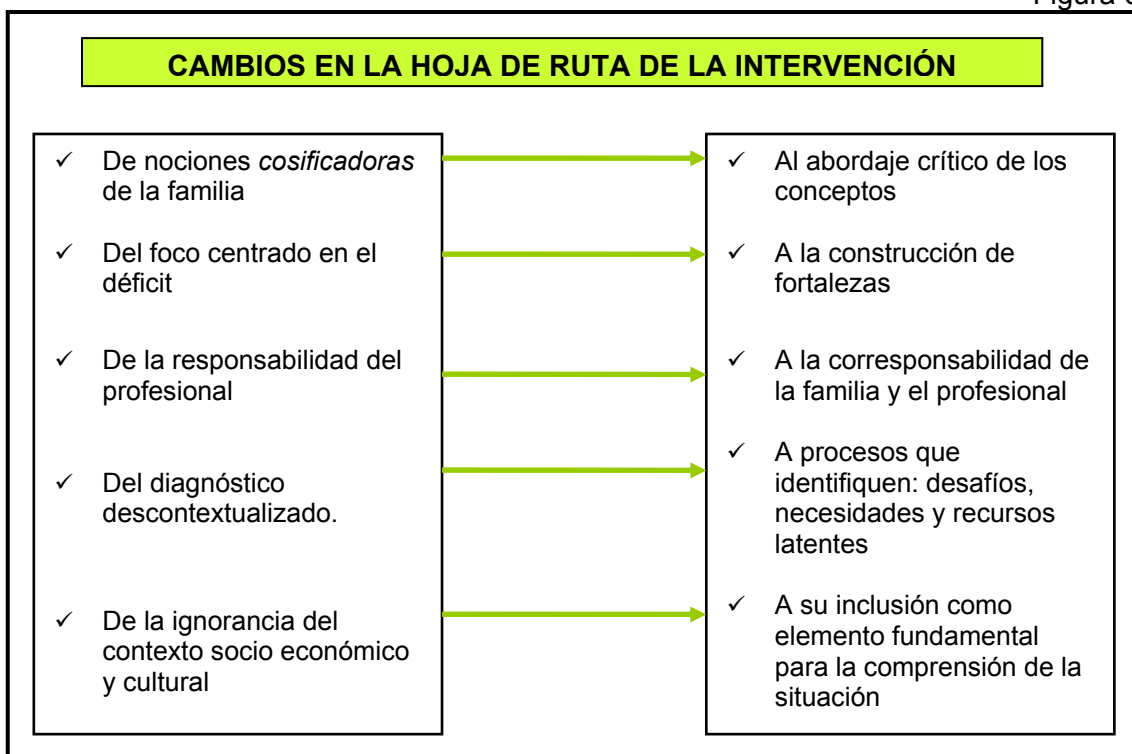 Figura
CAMBIOS EN LA HOJA DE RUTA DE LA INTERVENCIÓN
✓ De nociones cosificadoras
de la familia
✓ Del foco centrado en el
déficit
✓ De la responsabilidad del
profesional
✓ Del diagnóstico
descontextualizado.
✓ De la ignorancia del
contexto socio económico
y cultural
✓ Al abordaje crítico de los
conceptos
✓ A la construcción de
fortalezas
✓ A la corresponsabilidad de
la familia y el profesional
✓ A procesos que
identifiquen: desafíos,
necesidades y recursos
latentes
✓ A su inclusión como
elemento fundamental
para la comprensión de la
situación